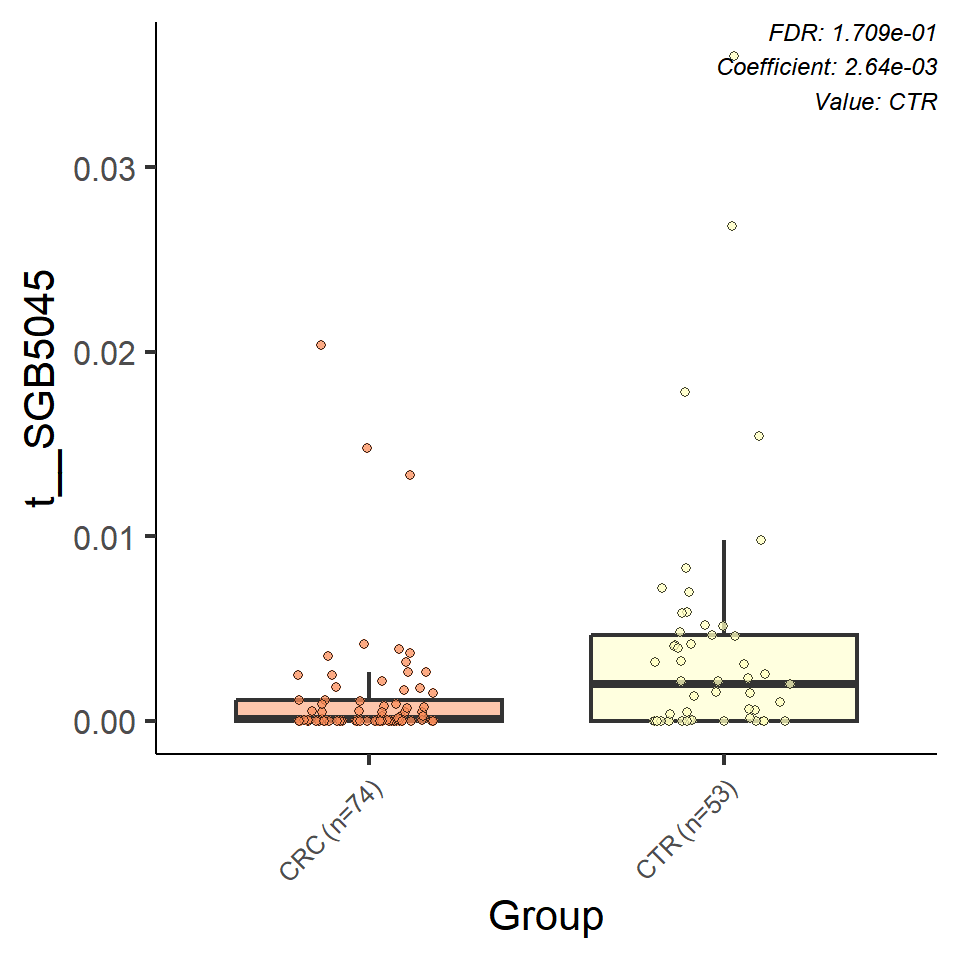 FDR: 1.709e-01
Coefficient: 2.64e-03
Value: CTR
0.03
0.02
0.01
0.00
t__SGB5045
CRC (n=74)
CTR (n=53)
Group